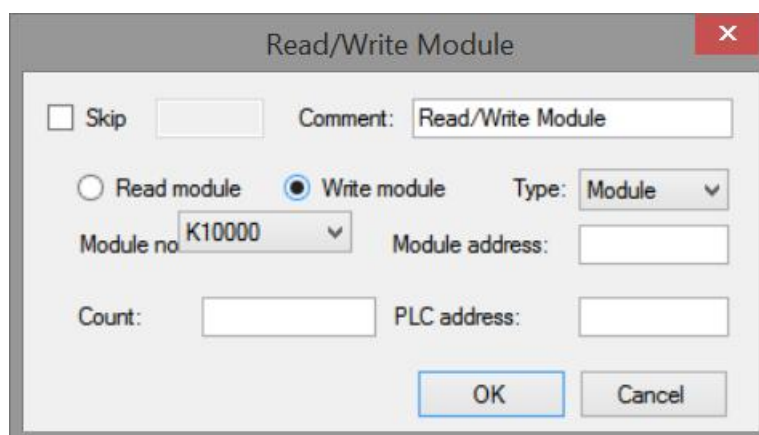 Read/Write Module
Skip Comment: Read/Write Module
Read module Write module Type: Module
Module no K10000 Module address:
Count: PLC address:
OK Cancel